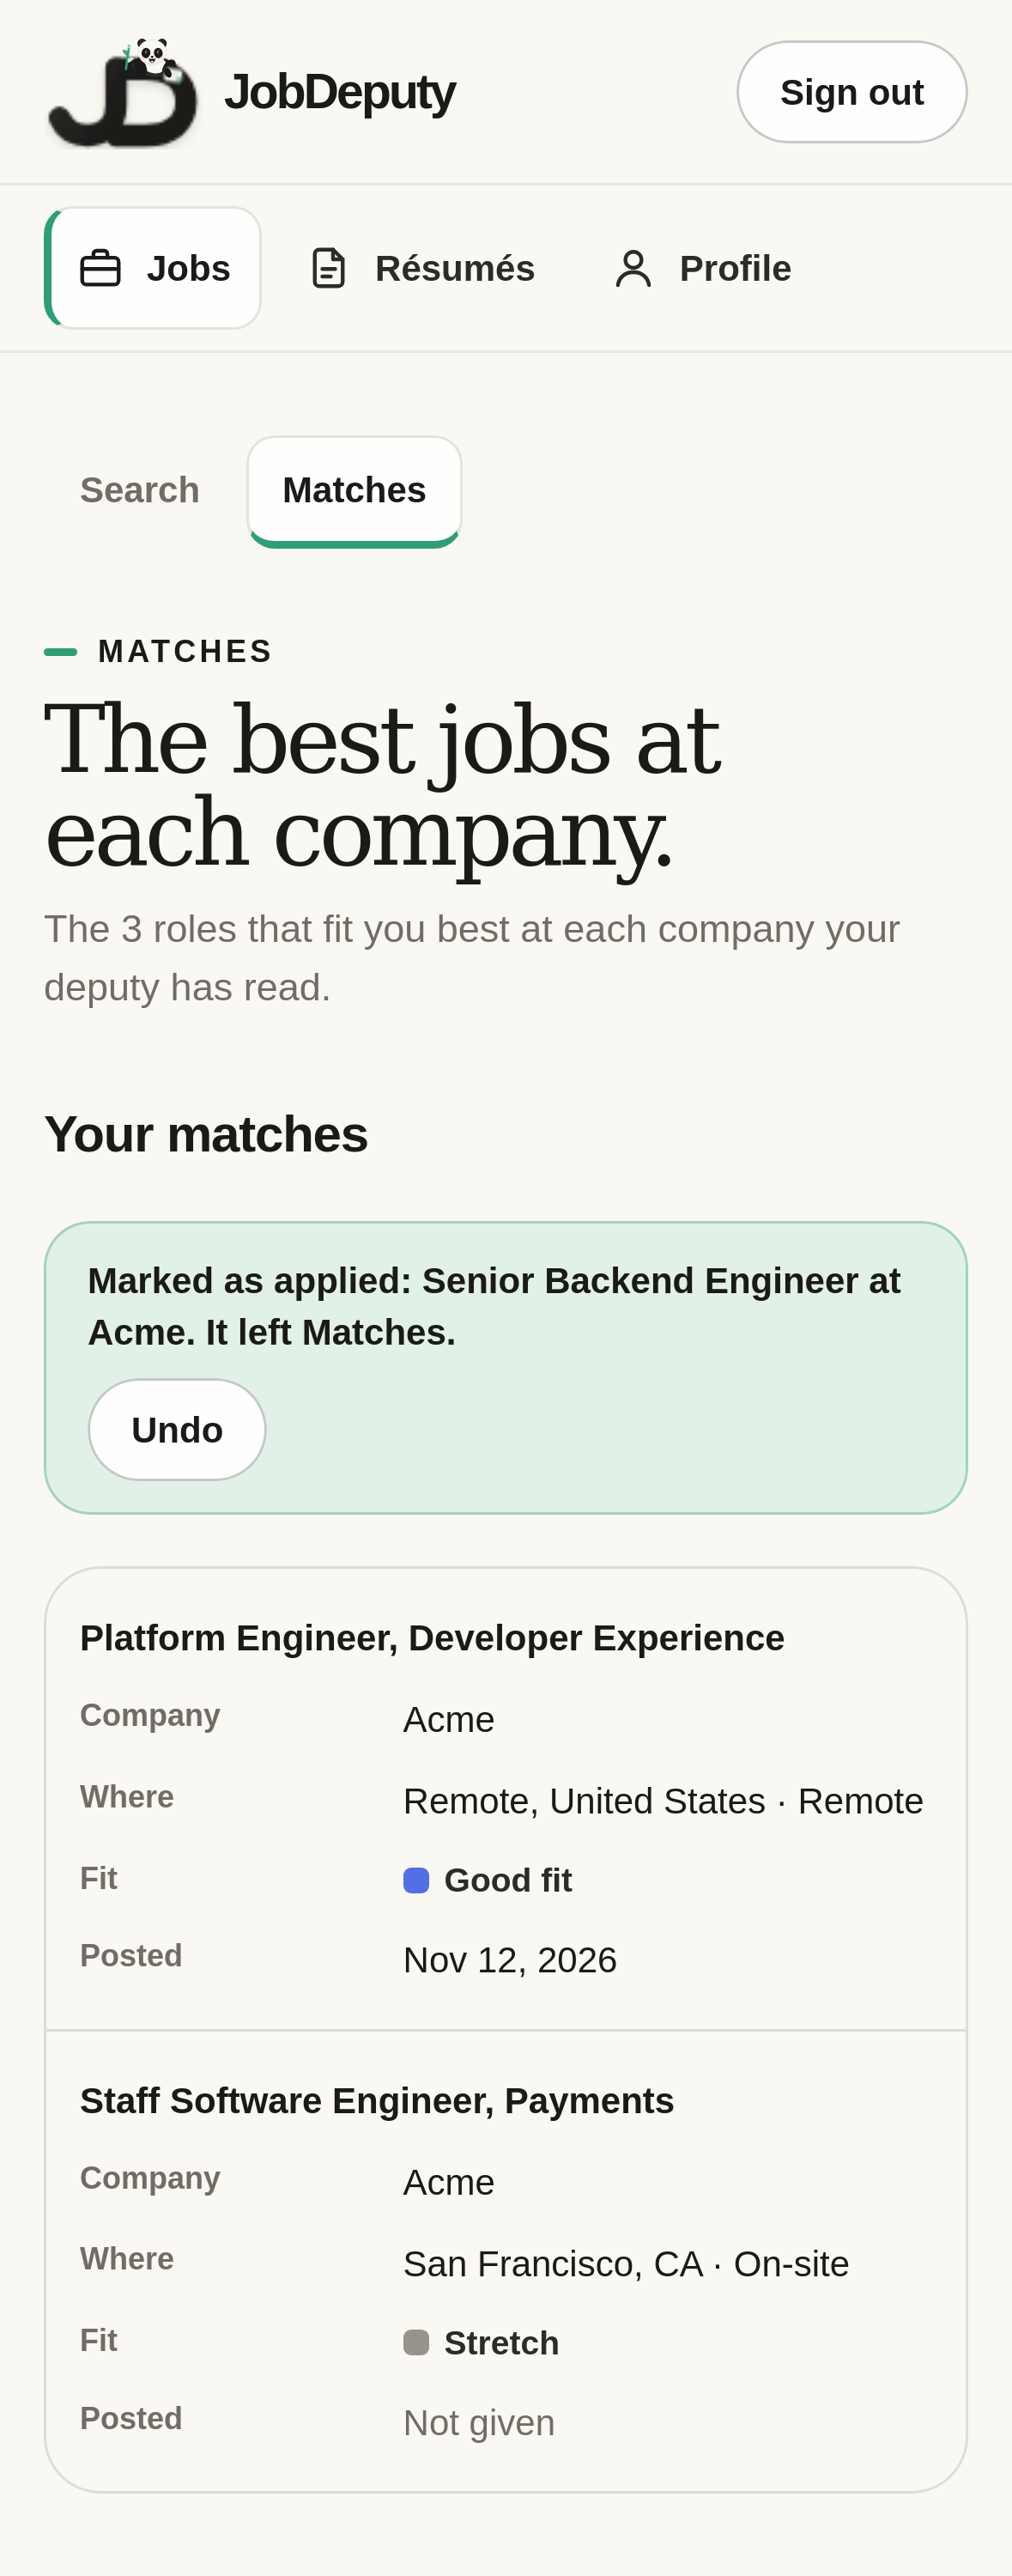 JD
JobDeputy
Sign out
Jobs
Résumés
Profile
Search
Matches
MATCHES
The best jobs at
each company.
The 3 roles that fit you best at each company your
deputy has read.
Your matches
Marked as applied: Senior Backend Engineer at
Acme. It left Matches.
Undo
Platform Engineer, Developer Experience
Company Acme
Where Remote, United States · Remote
Fit Good fit
Posted Nov 12, 2026
Staff Software Engineer, Payments
Company Acme
Where San Francisco, CA · On-site
Fit Stretch
Posted Not given